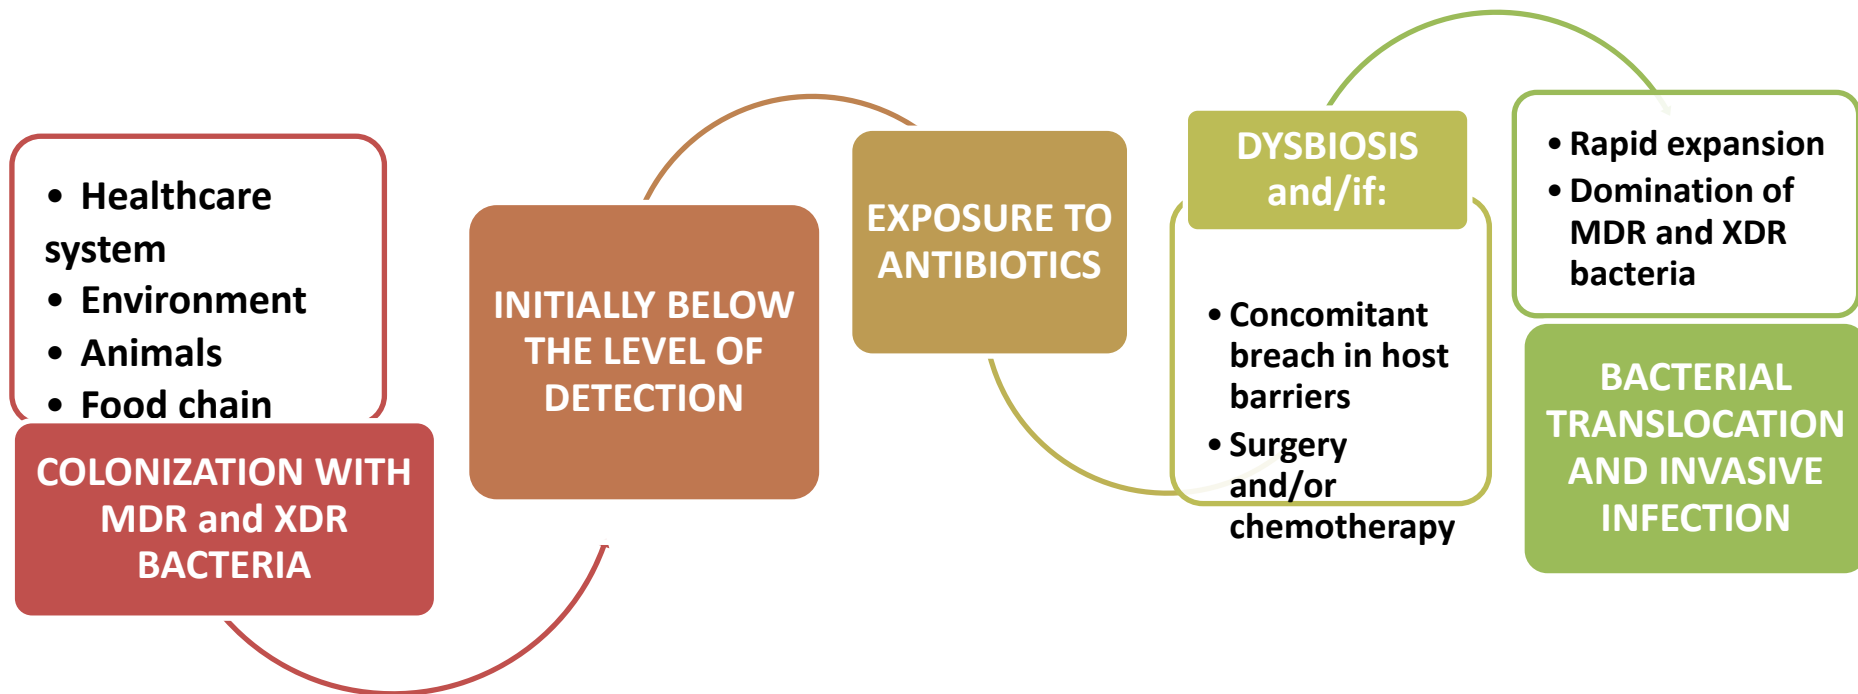 • Healthcare
system
• Environment
• Animals
• Food chain
COLONIZATION WITH
MDR and XDR
BACTERIA
INITIALLY BELOW
THE LEVEL OF
DETECTION
EXPOSURE TO
ANTIBIOTICS
DYSBIOSIS
and/if:
• Concomitant
breach in host
barriers
• Surgery
and/or
chemotherapy
• Rapid expansion
• Domination of
MDR and XDR
bacteria
BACTERIAL
TRANSLOCATION
AND INVASIVE
INFECTION